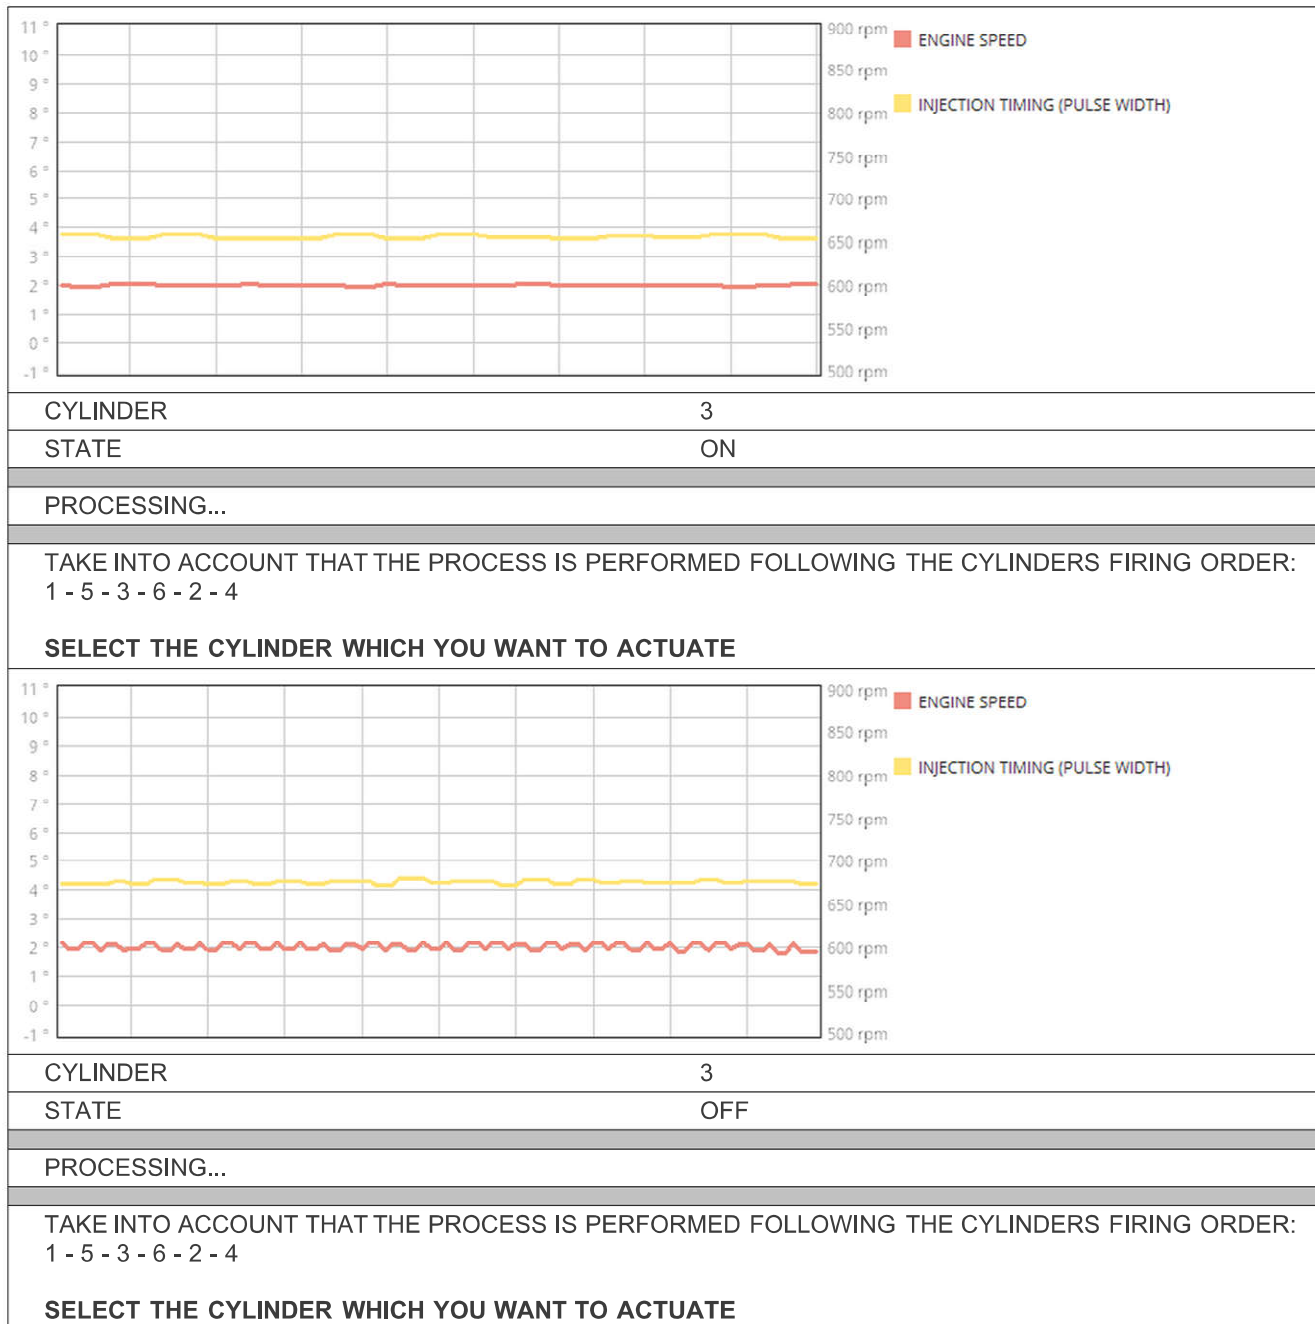 11 °
10 °
9 °
8 °
7 °
6 °
5 °
4 °
3 °
2 °
1 °
0 °
-1 °
900 rpm
850 rpm
800 rpm
750 rpm
700 rpm
650 rpm
600 rpm
550 rpm
500 rpm
ENGINE SPEED
INJECTION TIMING (PULSE WIDTH)
CYLINDER 3
STATE ON
PROCESSING...
TAKE INTO ACCOUNT THAT THE PROCESS IS PERFORMED FOLLOWING THE CYLINDERS FIRING ORDER:
1 - 5 - 3 - 6 - 2 - 4
SELECT THE CYLINDER WHICH YOU WANT TO ACTUATE
11 °
10 °
9 °
8 °
7 °
6 °
5 °
4 °
3 °
2 °
1 °
0 °
-1 °
900 rpm
850 rpm
800 rpm
750 rpm
700 rpm
650 rpm
600 rpm
550 rpm
500 rpm
ENGINE SPEED
INJECTION TIMING (PULSE WIDTH)
CYLINDER 3
STATE OFF
PROCESSING...
TAKE INTO ACCOUNT THAT THE PROCESS IS PERFORMED FOLLOWING THE CYLINDERS FIRING ORDER:
1 - 5 - 3 - 6 - 2 - 4
SELECT THE CYLINDER WHICH YOU WANT TO ACTUATE